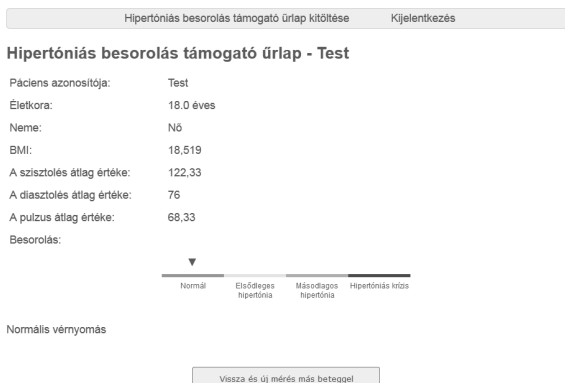 Hipertóniás besorolás támogató űrlap kitöltése Kijelentkezés
Hipertóniás besorolás támogató űrlap - Test
Páciens azonosítója: Test
Életkora: 18.0 éves
Neme: Nő
BMI: 18,519
A szisztolés átlag értéke: 122,33
A diasztolés átlag értéke: 76
A pulzus átlag értéke: 68,33
Besorolás:
Normál Elsődleges hipertónia Másodlagos hipertónia Hipertóniás krízis
Normális vérnyomás
Vissza és új mérés más beteggel